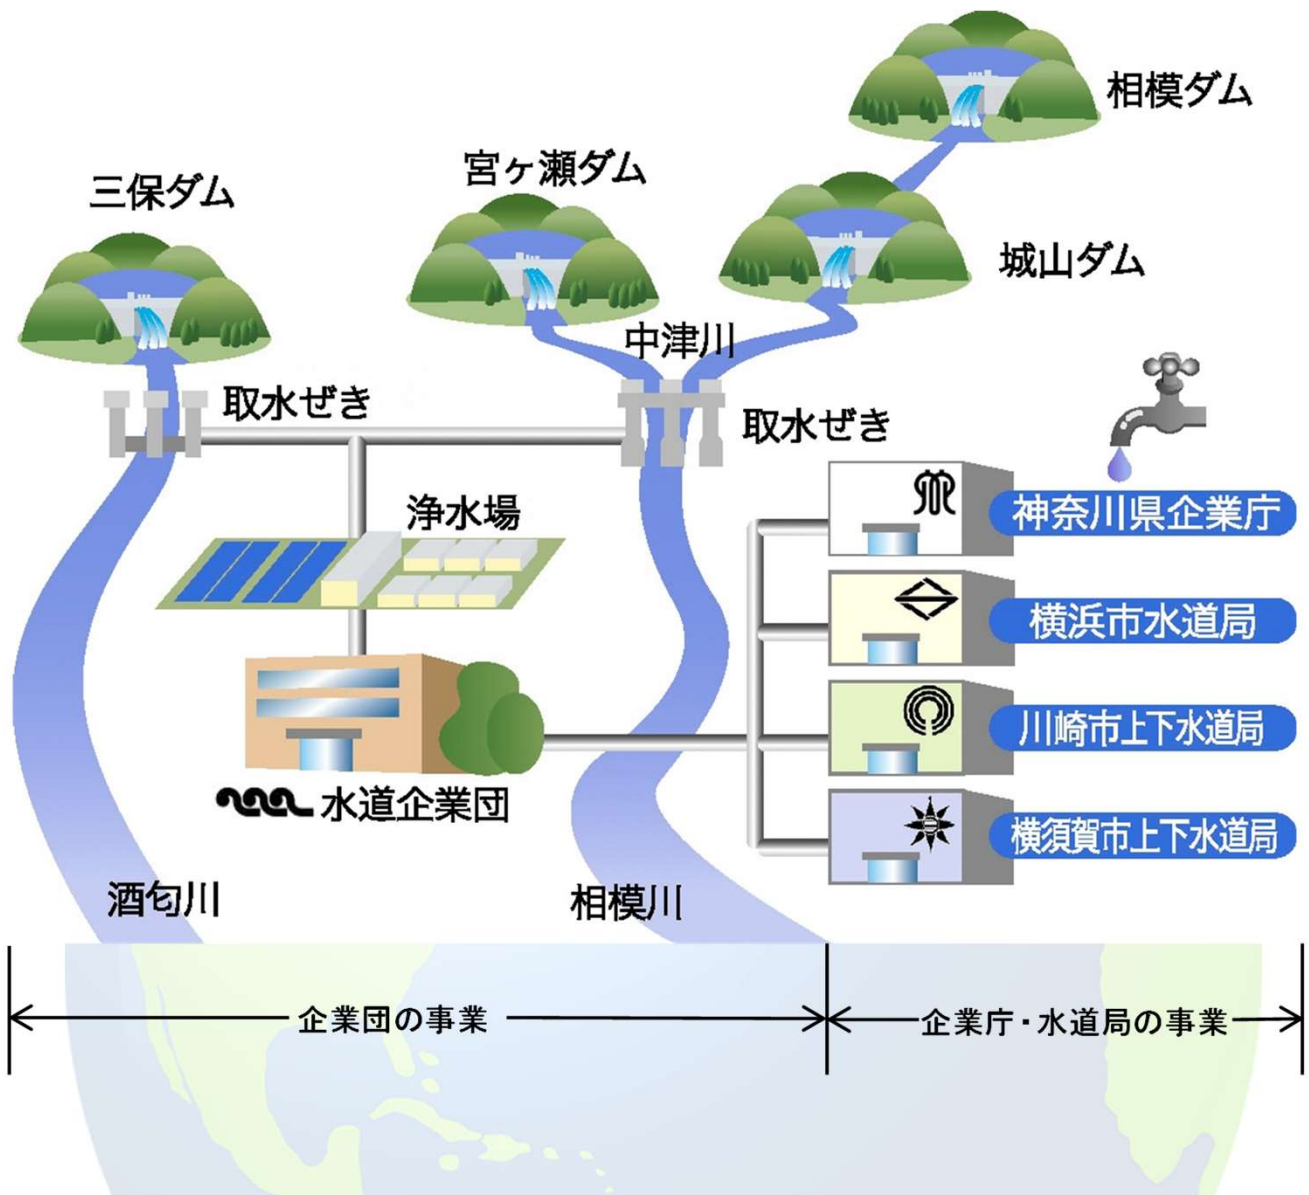 相模ダム
宮ヶ瀬ダム
三保ダム
城山ダム
中津川
取水ぜき
取水ぜき
浄水場
神奈川県企業庁
横浜市水道局
川崎市上下水道局
水道企業団
横須賀市上下水道局
酒匂川
相模川
企業団の事業
企業庁・水道局の事業